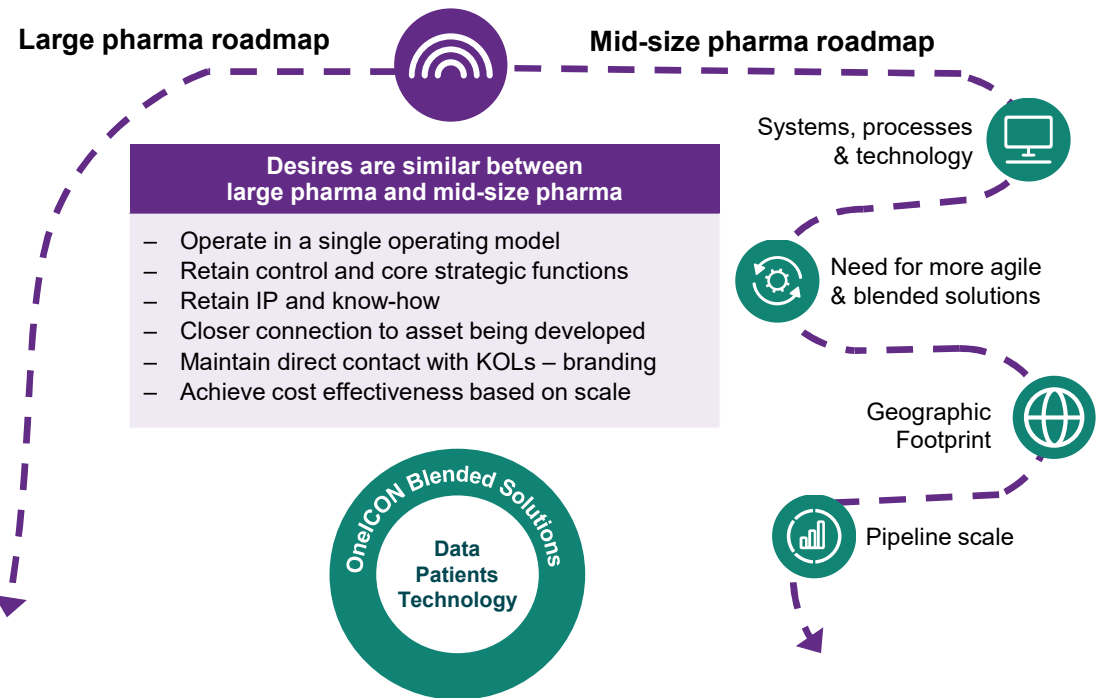 Large pharma roadmap
Mid-size pharma roadmap
Systems, processes
& technology
Desires are similar between
large pharma and mid-size pharma
– Operate in a single operating model
– Retain control and core strategic functions
– Retain IP and know-how
– Closer connection to asset being developed
– Maintain direct contact with KOLs – branding
– Achieve cost effectiveness based on scale
Need for more agile
& blended solutions
Geographic
Footprint
Pipeline scale
OneICON Blended Solutions
Data
Patients
Technology